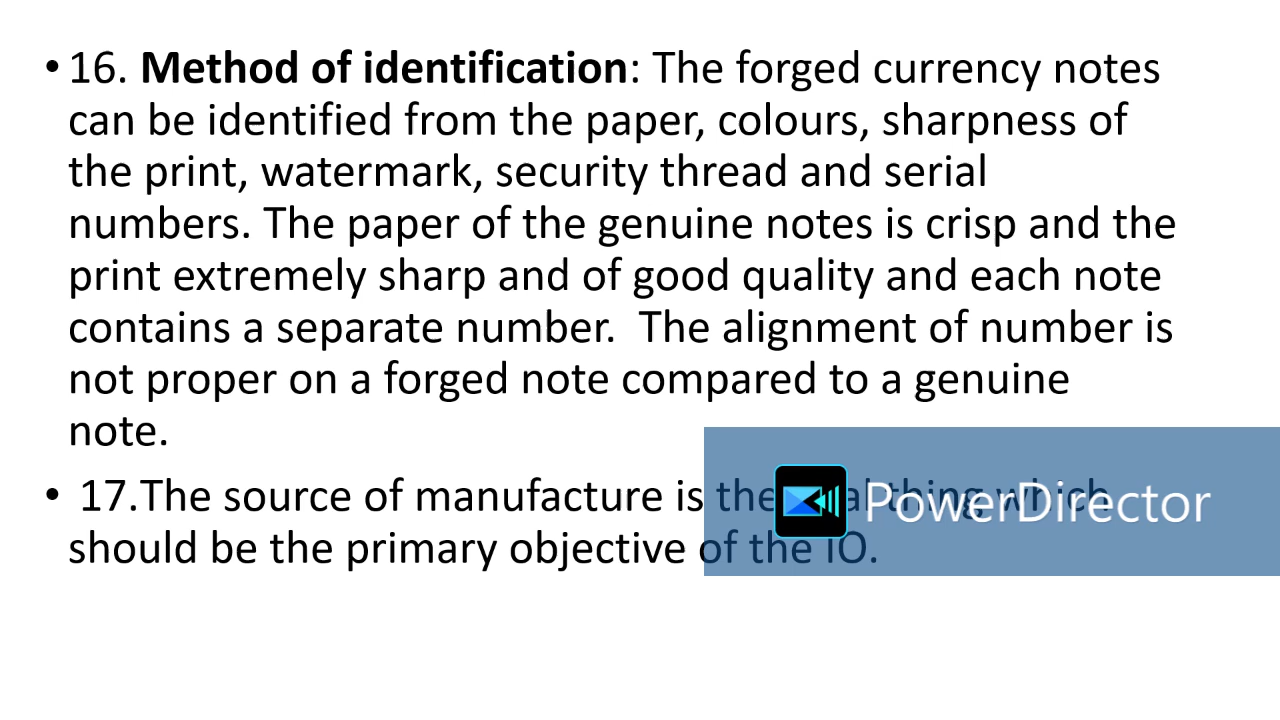 • 16. Method of identification: The forged currency notes
can be identified from the paper, colours, sharpness of
the print, watermark, security thread and serial
numbers. The paper of the genuine notes is crisp and the
print extremely sharp and of good quality and each note
contains a separate number.  The alignment of number is
not proper on a forged note compared to a genuine
note.
• 17.The source of manufacture is the thing which
should be the primary objective of the IO.
PowerDirector